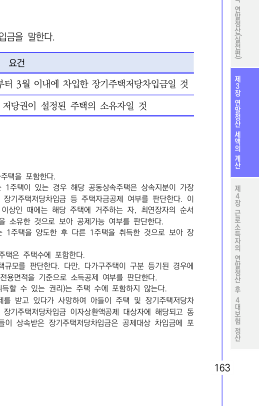 입금을 말한다.
요건
부터 3월 이내에 차입한 장기주택저당차입금일 것
저당권이 설정된 주택의 소유자일 것
주택을 포함한다.
1주택이 있는 경우 해당 공동상속주택은 상속지분이 가장
장기주택저당차입금 등 주택자금공제 여부를 판단한다. 이
이상인 때에는 해당 주택에 거주하는 자, 최연장자의 순서
을 소유한 것으로 보아 공제가능 여부를 판단한다.
는 1주택을 양도한 후 다른 1주택을 취득한 것으로 보아 장
주택은 주택수에 포함한다.
택규모를 판단한다. 다만, 다가구주택이 구분 등기된 경우에
전용면적을 기준으로 소득공제 여부를 판단한다.
취득할 수 있는 권리)는 주택 수에 포함하지 않는다.
제를 받고 있다가 사망하여 아들이 주택 및 장기주택저당차
장기주택저당차입금 이자상환액공제 대상자에 해당되고 동
들이 상속받은 장기주택저당차입금은 공제대상 차입금에 포
제3장 연말정산 세액의 계산
제4장 근로소득자의 연말정산 후 4대보험 정산
163